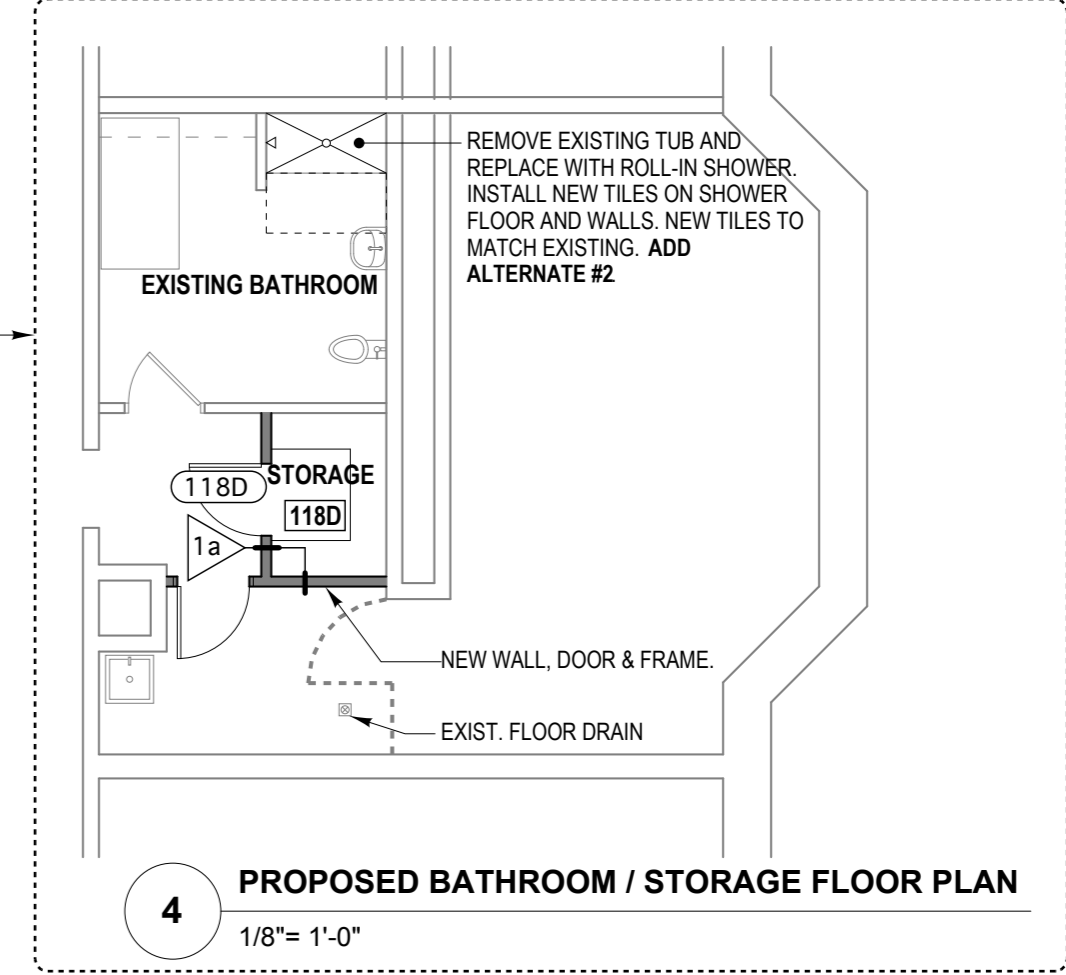 REMOVE EXISTING TUB AND
REPLACE WITH ROLL-IN SHOWER.
INSTALL NEW TILES ON SHOWER
FLOOR AND WALLS. NEW TILES TO
MATCH EXISTING. ADD
ALTERNATE #2
EXISTING BATHROOM
STORAGE
118D
118D
1a
NEW WALL, DOOR & FRAME.
EXIST. FLOOR DRAIN
4
PROPOSED BATHROOM / STORAGE FLOOR PLAN
1/8"= 1'-0"